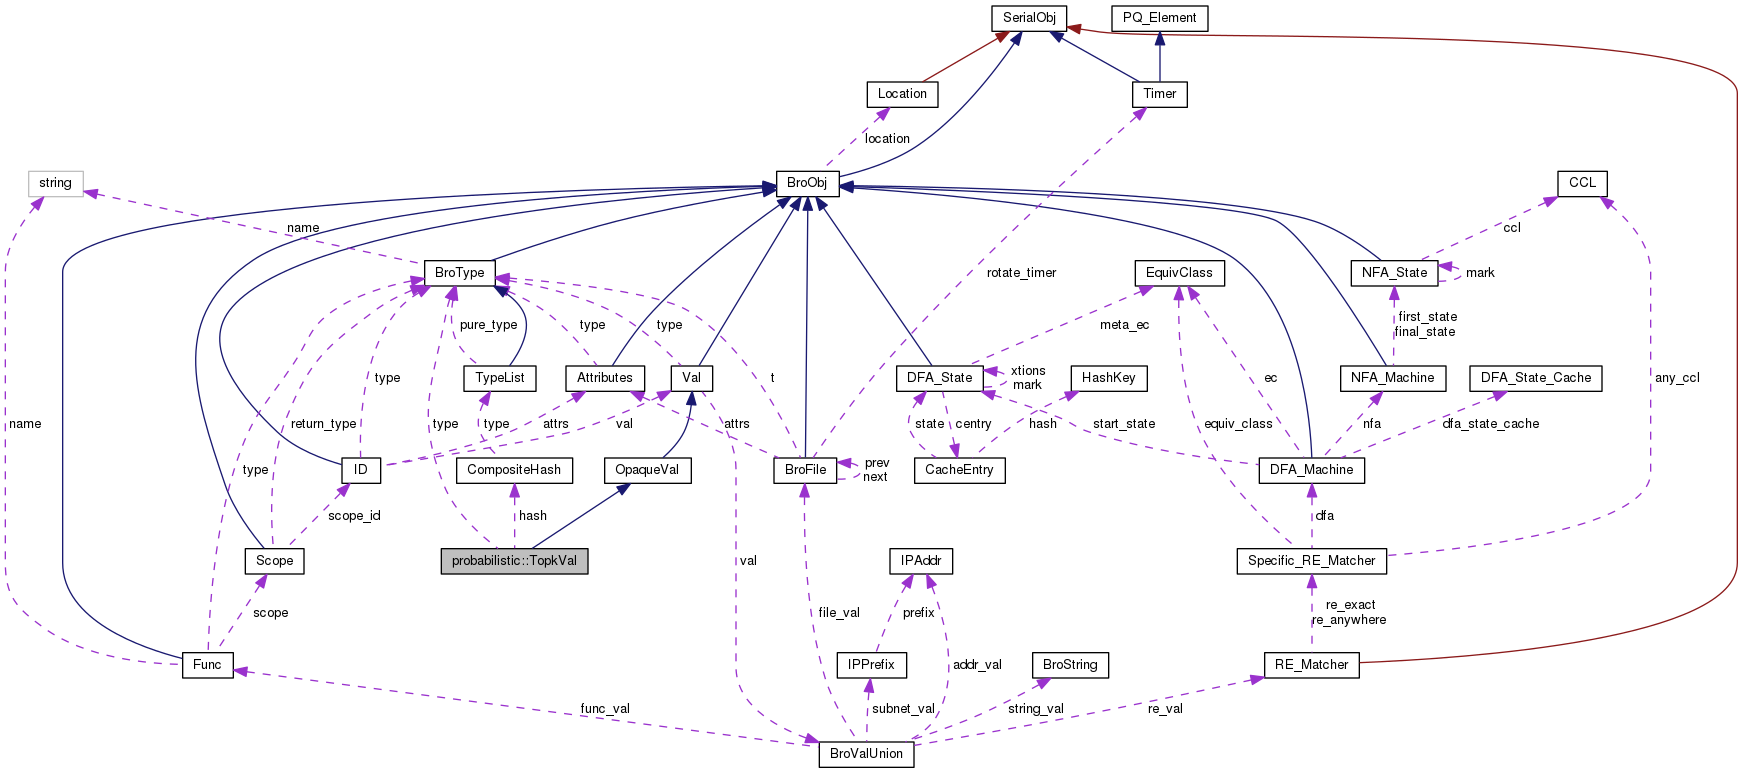 SerialObj
PQ_Element
Location
Timer
location
string
BroObj
CCL
name
ccl
BroType
rotate_timer
EquivClass
NFA_State
mark
pure_type
type
type
meta_ec
first_state
final_state
TypeList
Attributes
Val
t
DFA_State
xtions
mark
HashKey
ec
NFA_Machine
DFA_State_Cache
any_ccl
type
name
return_type
type
type
attrs
val
attrs
state
centry
hash
start_state
equiv_class
nfa
dfa_state_cache
type
ID
CompositeHash
OpaqueVal
BroFile
prev
next
CacheEntry
DFA_Machine
scope_id
hash
dfa
Scope
probabilistic::TopkVal
val
IPAddr
Specific_RE_Matcher
scope
file_val
prefix
re_exact
re_anywhere
Func
IPPrefix
addr_val
BroString
RE_Matcher
func_val
subnet_val
string_val
re_val
BroValUnion